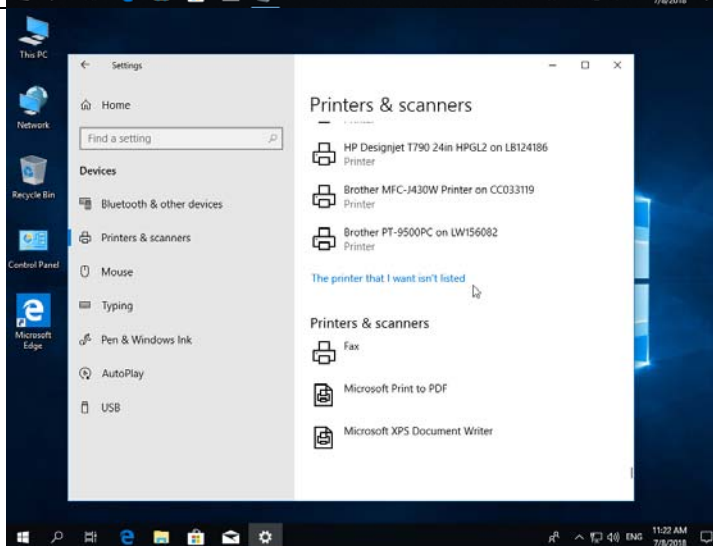 7/8/2018
This PC
Network
Recycle Bin
Control Panel
Microsoft
Edge
Settings
Home
Find a setting
Devices
Bluetooth & other devices
Printers & scanners
Mouse
Typing
Pen & Windows Ink
AutoPlay
USB
Printers & scanners
HP Designjet T790 24in HPGL2 on LB124186
Printer
Brother MFC-J430W Printer on CC033119
Printer
Brother PT-9500PC on LW156082
Printer
The printer that I want isn't listed
Printers & scanners
Fax
Microsoft Print to PDF
Microsoft XPS Document Writer
ENG
11:22 AM
7/8/2018